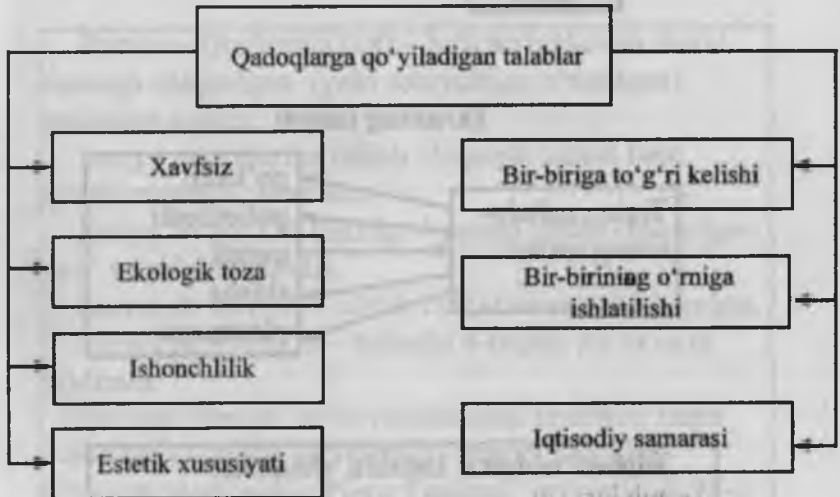 Qadoqlarga qo‘yiladigan talablar
Xavfsiz
Ekologik toza
Ishonchlilik
Estetik xususiyati
Bir-biriga to‘g‘ri kelishi
Bir-birining o‘rniga
ishlatilishi
Iqtisodiy samarasi